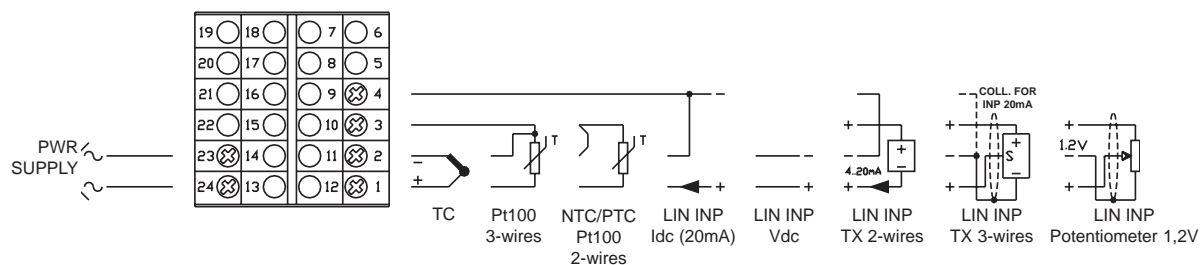 19 18 7 6
20 17 8 5
21 16 9 4
22 15 10 3
23 14 11 2
24 13 12 1
PWR
SUPPLY
−
+
TC
T
Pt100
3-wires
T
NTC/PTC
Pt100
2-wires
+
LIN INP
Idc (20mA)
−
+
LIN INP
Vdc
−
+
−
+
+
−
4..20mA
LIN INP
TX 2-wires
COLL. FOR
INP 20mA
−
+
−
+
+
S
−
LIN INP
TX 3-wires
+
1.2V
−
+
LIN INP
Potentiometer 1,2V